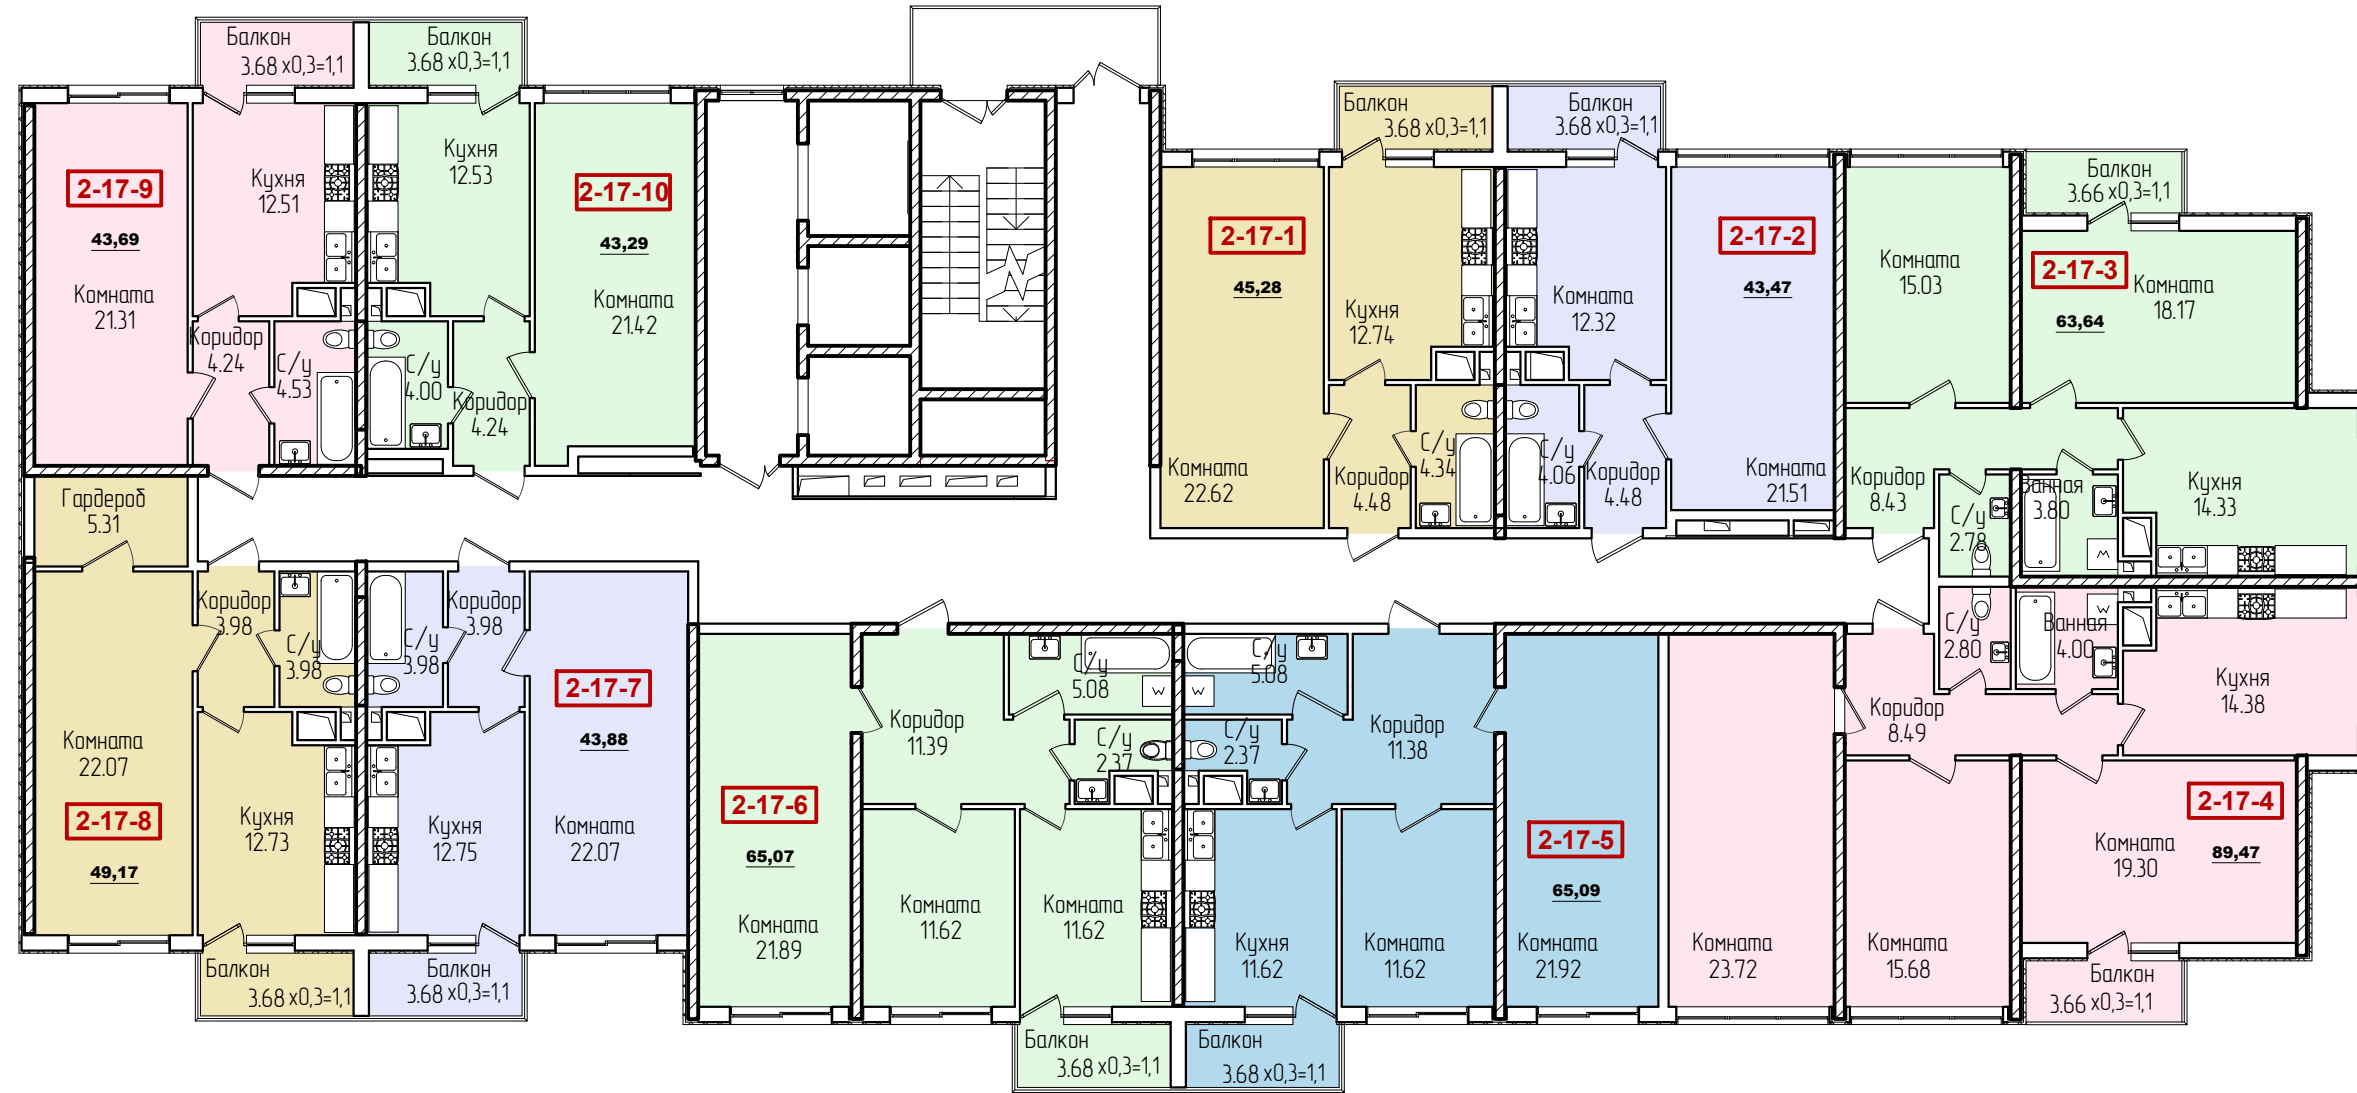 Балкон
3.68 x0,3=1,1
Балкон
3.68 x0,3=1,1
2-17-9
43,69
Комната
21.31
Кухня
12.51
Коридор
4.24
С/у
4.53
Кухня
12.53
2-17-10
43,29
Комната
21.42
С/у
4.00
Коридор
4.24
Балкон
3.68 x0,3=1,1
Балкон
3.68 x0,3=1,1
2-17-1
45,28
Кухня
12.74
Комната
22.62
Коридор
4.48
С/у
4.34
Комната
12.32
2-17-2
43,47
С/у
4.06
Коридор
4.48
Комната
21.51
Балкон
3.66 x0,3=1,1
Комната
15.03
2-17-3
Комната
18.17
63,64
Коридор
8.43
С/у
2.78
Ванная
3.80
Кухня
14.33
Гардероб
5.31
Коридор
3.98
С/у
3.98
Комната
22.07
2-17-8
49,17
Кухня
12.73
Балкон
3.68 x0,3=1,1
С/у
3.98
Коридор
3.98
2-17-7
43,88
Кухня
12.75
Комната
22.07
Балкон
3.68 x0,3=1,1
Коридор
11.39
С/у
5.08
W
С/у
2.37
2-17-6
65,07
Комната
21.89
Комната
11.62
Комната
11.62
Балкон
3.68 x0,3=1,1
С/у
5.08
W
С/у
2.37
Коридор
11.38
2-17-5
65,09
Кухня
11.62
Комната
11.62
Комната
21.92
Балкон
3.68 x0,3=1,1
С/у
2.80
Ванная
4.00
W
Кухня
14.38
Коридор
8.49
2-17-4
Комната
19.30
89,47
Комната
23.72
Комната
15.68
Балкон
3.66 x0,3=1,1